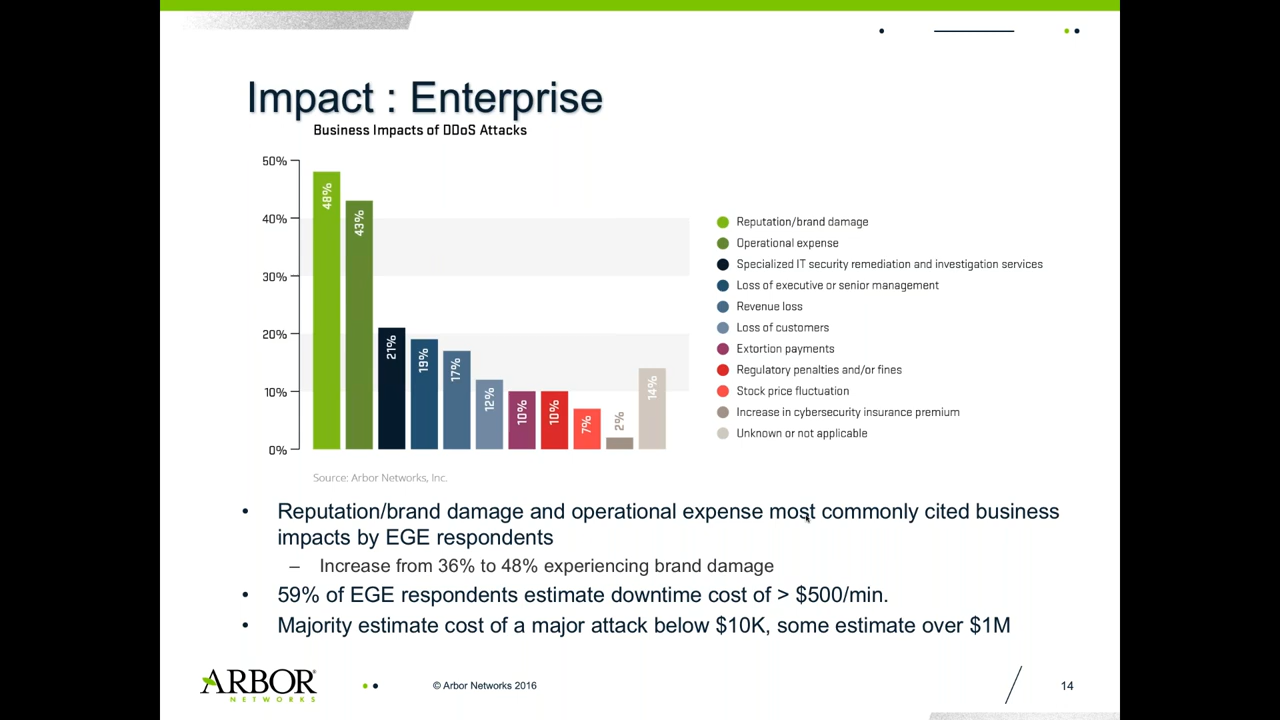 Impact : Enterprise
Business Impacts of DDoS Attacks
50%
40%
30%
20%
10%
0%
48%
43%
21%
19%
17%
12%
10%
10%
7%
2%
14%
Reputation/brand damage
Operational expense
Specialized IT security remediation and investigation services
Loss of executive or senior management
Revenue loss
Loss of customers
Extortion payments
Regulatory penalties and/or fines
Stock price fluctuation
Increase in cybersecurity insurance premium
Unknown or not applicable
Source: Arbor Networks, Inc.
• Reputation/brand damage and operational expense most commonly cited business
impacts by EGE respondents
– Increase from 36% to 48% experiencing brand damage
• 59% of EGE respondents estimate downtime cost of > $500/min.
• Majority estimate cost of a major attack below $10K, some estimate over $1M
ARBOR
NETWORKS
© Arbor Networks 2016
14